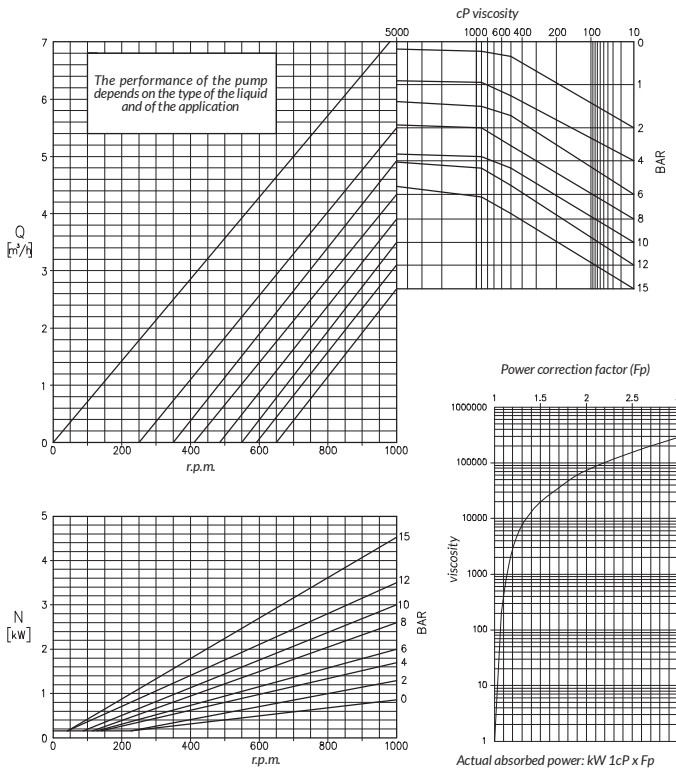 cP viscosity
5000 1000 600 400 200 100 10
7
6
5
4
3
2
1
0
Q
[m³/h]
The performance of the pump
depends on the type of the liquid
and of the application
0
1
2
4
6
8
10
12
15
BAR
0 200 400 600 800 1000
r.p.m.
Power correction factor (Fp)
1 1.5 2 2.5 3
1000000
100000
10000
1000
100
10
1
viscosity
Actual absorbed power: kW 1cP x Fp
5
4
3
2
1
0
N
[kW]
15
12
10
8
6
4
2
0
BAR
0 200 400 600 800 1000
r.p.m.